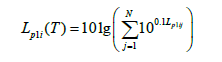 L_{p1i}(T) = 10lg(∑_{j=1}^{N} 10^{0.1L_{p1ij}})